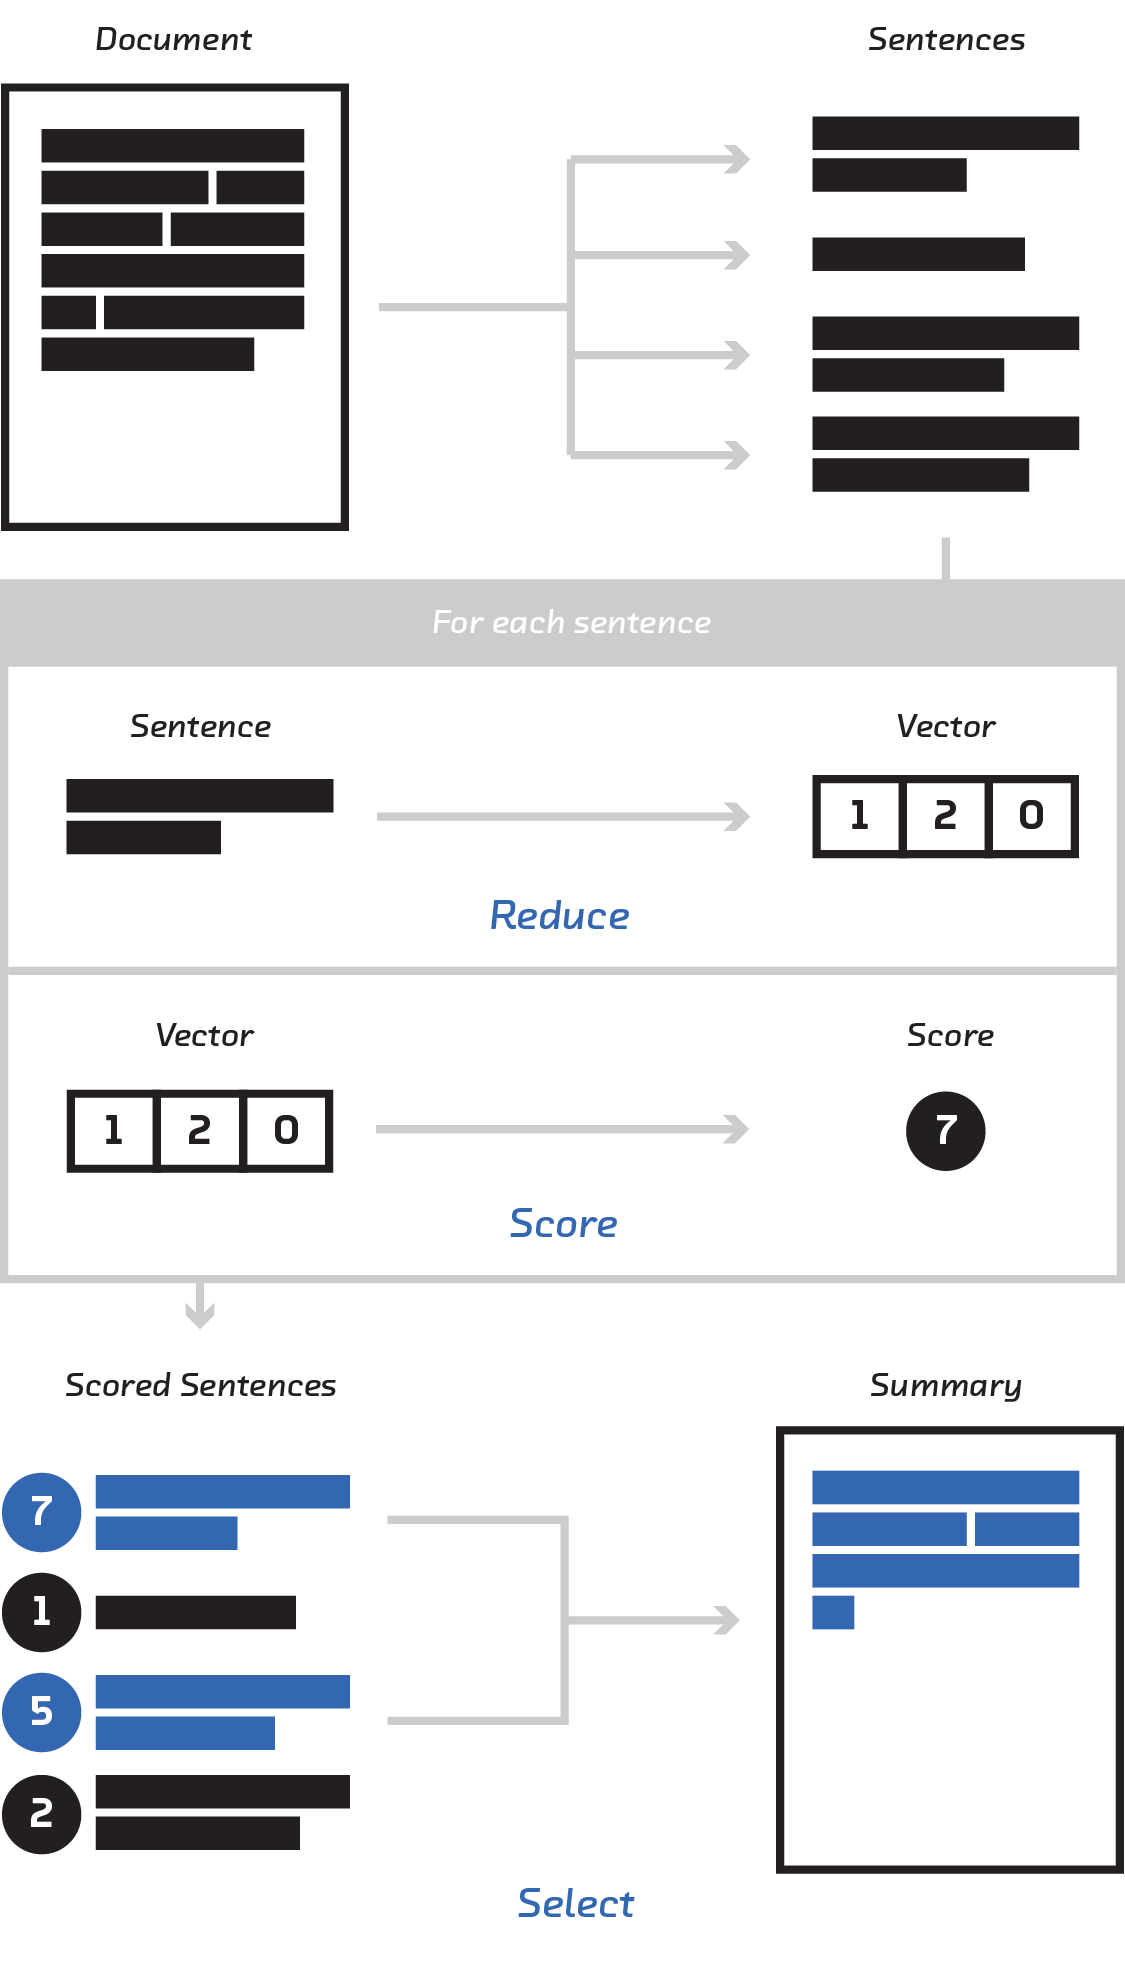 Document
Sentences
For each sentence
Sentence
Vector
1 2 0
Reduce
Vector
Score
1 2 0
7
Score
Scored Sentences
Summary
7
1
5
2
Select